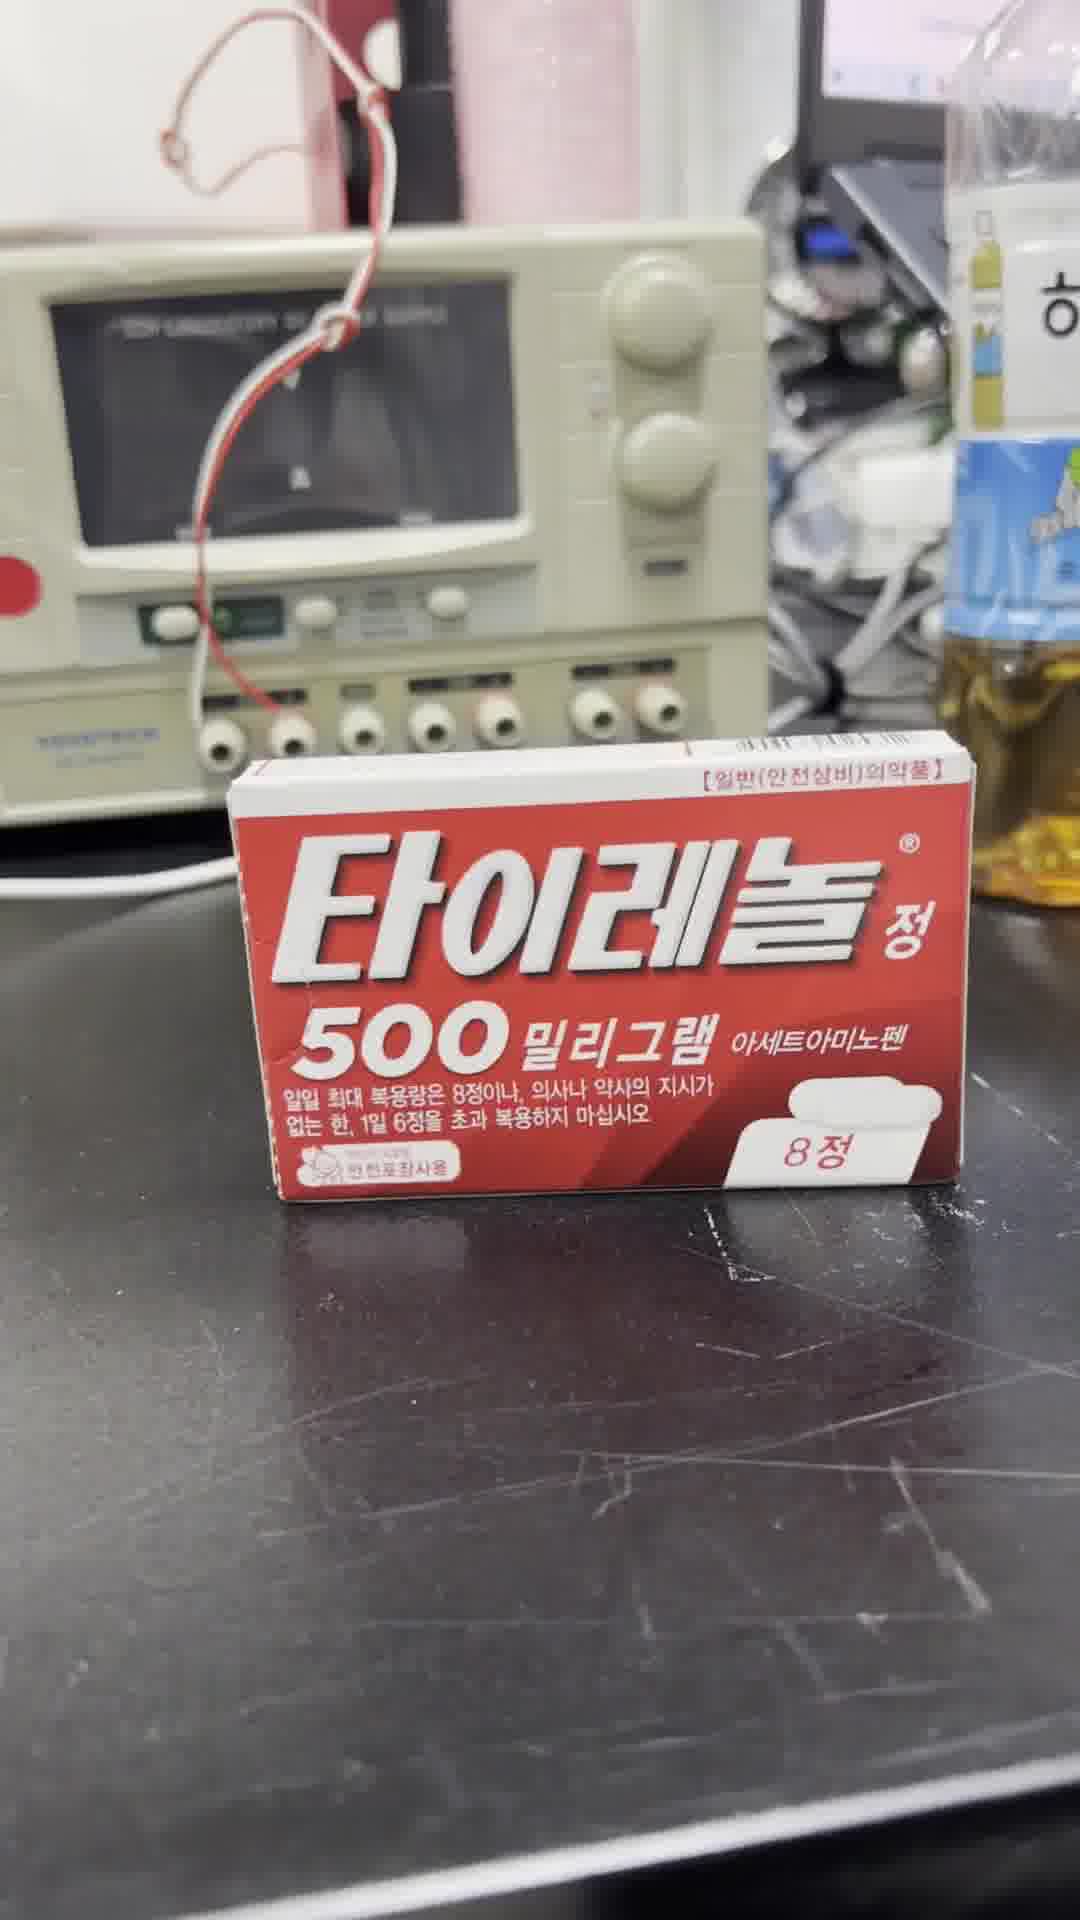 【일반(안전상비)의약품】
타이레놀® 정
500 밀리그램 아세트아미노펜
일일 최대 복용량은 8정이나, 의사나 약사의 지시가
없는 한, 1일 6정을 초과 복용하지 마십시오
안전포장사용
8정